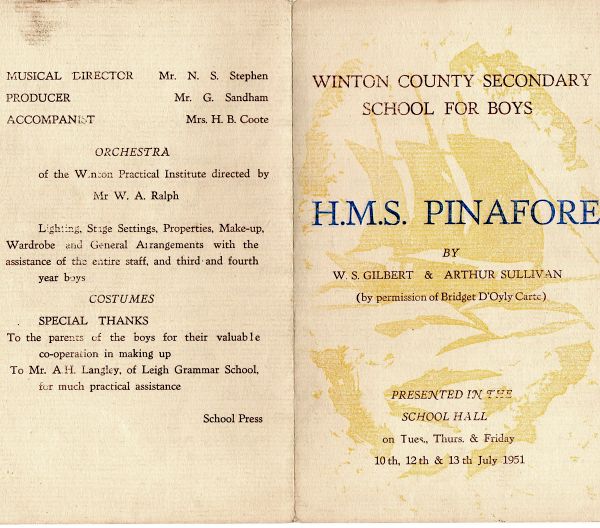 MUSICAL DIRECTOR Mr. N. S. Stephen
PRODUCER Mr. G. Sandham
ACCOMPANIST Mrs. H. B. Coote
ORCHESTRA
of the Winton Practical Institute directed by
Mr W. A. Ralph
Lighting, Stage Settings, Properties, Make-up,
Wardrobe and General Arrangements with the
assistance of the entire staff, and third and fourth
year boys
COSTUMES
SPECIAL THANKS
To the parents of the boys for their valuable
co-operation in making up
To Mr. A.H. Langley, of Leigh Grammar School,
for much practical assistance
School Press
WINTON COUNTY SECONDARY
SCHOOL FOR BOYS
H.M.S. PINAFORE
BY
W. S. GILBERT & ARTHUR SULLIVAN
(by permission of Bridget D'Oyly Carte)
PRESENTED IN THE
SCHOOL HALL
on Tues., Thurs. & Friday
10th, 12th & 13th July 1951